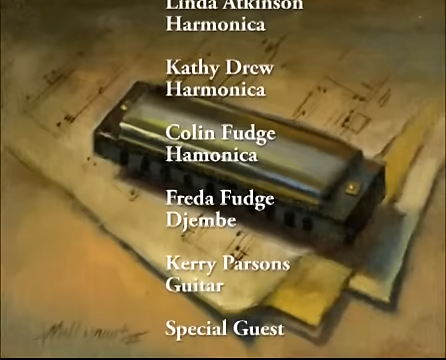 Linda Atkinson
Harmonica
Kathy Drew
Harmonica
Colin Fudge
Hamonica
Freda Fudge
Djembe
Kerry Parsons
Guitar
Special Guest